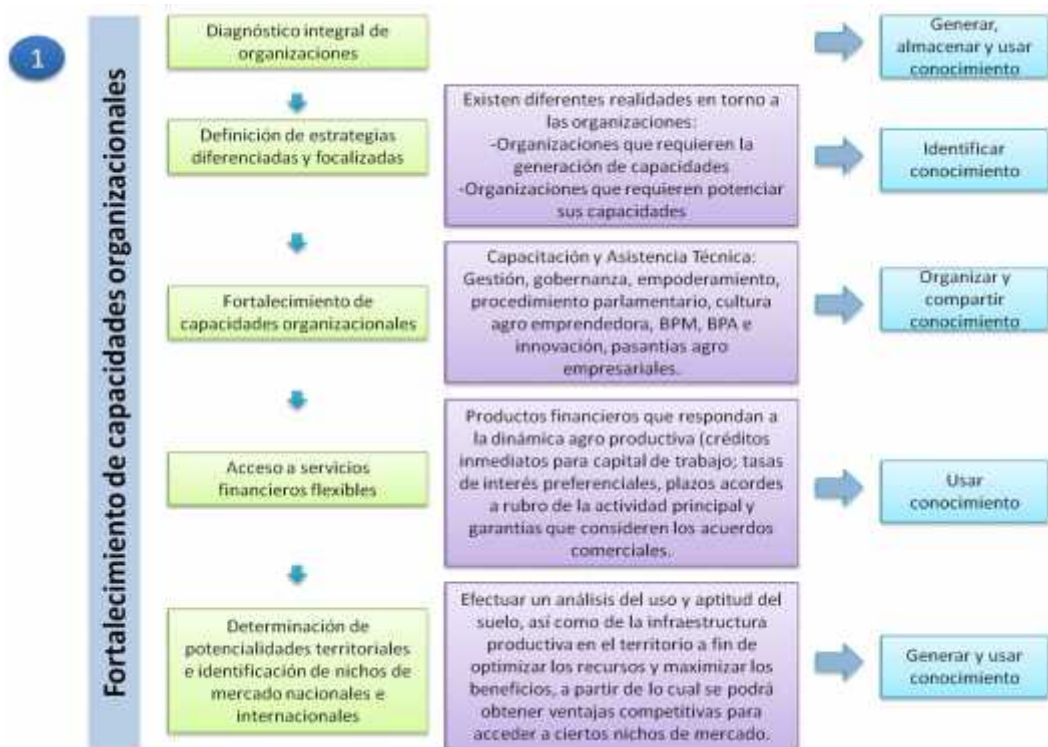 1
Fortalecimiento de capacidades organizacionales
Diagnóstico integral de
organizaciones
Generar,
almacenar y usar
conocimiento
Definición de estrategias
diferenciadas y focalizadas
Existen diferentes realidades en torno a
las organizaciones:
-Organizaciones que requieren la
generación de capacidades
-Organizaciones que requieren potenciar
sus capacidades
Identificar
conocimiento
Fortalecimiento de
capacidades organizacionales
Capacitación y Asistencia Técnica:
Gestión, gobernanza, empoderamiento,
procedimiento parlamentario, cultura
agro emprendedora, BPM, BPA e
innovación, pasantías agro
empresariales.
Organizar y
compartir
conocimiento
Acceso a servicios
financieros flexibles
Productos financieros que respondan a
la dinámica agro productiva (créditos
inmediatos para capital de trabajo; tasas
de interés preferenciales, plazos acordes
a rubro de la actividad principal y
garantías que consideren los acuerdos
comerciales.
Usar
conocimiento
Determinación de
potencialidades territoriales
e identificación de nichos de
mercado nacionales e
internacionales
Efectuar un análisis del uso y aptitud del
suelo, así como de la infraestructura
productiva en el territorio a fin de
optimizar los recursos y maximizar los
beneficios, a partir de lo cual se podrá
obtener ventajas competitivas para
acceder a ciertos nichos de mercado.
Generar y usar
conocimiento